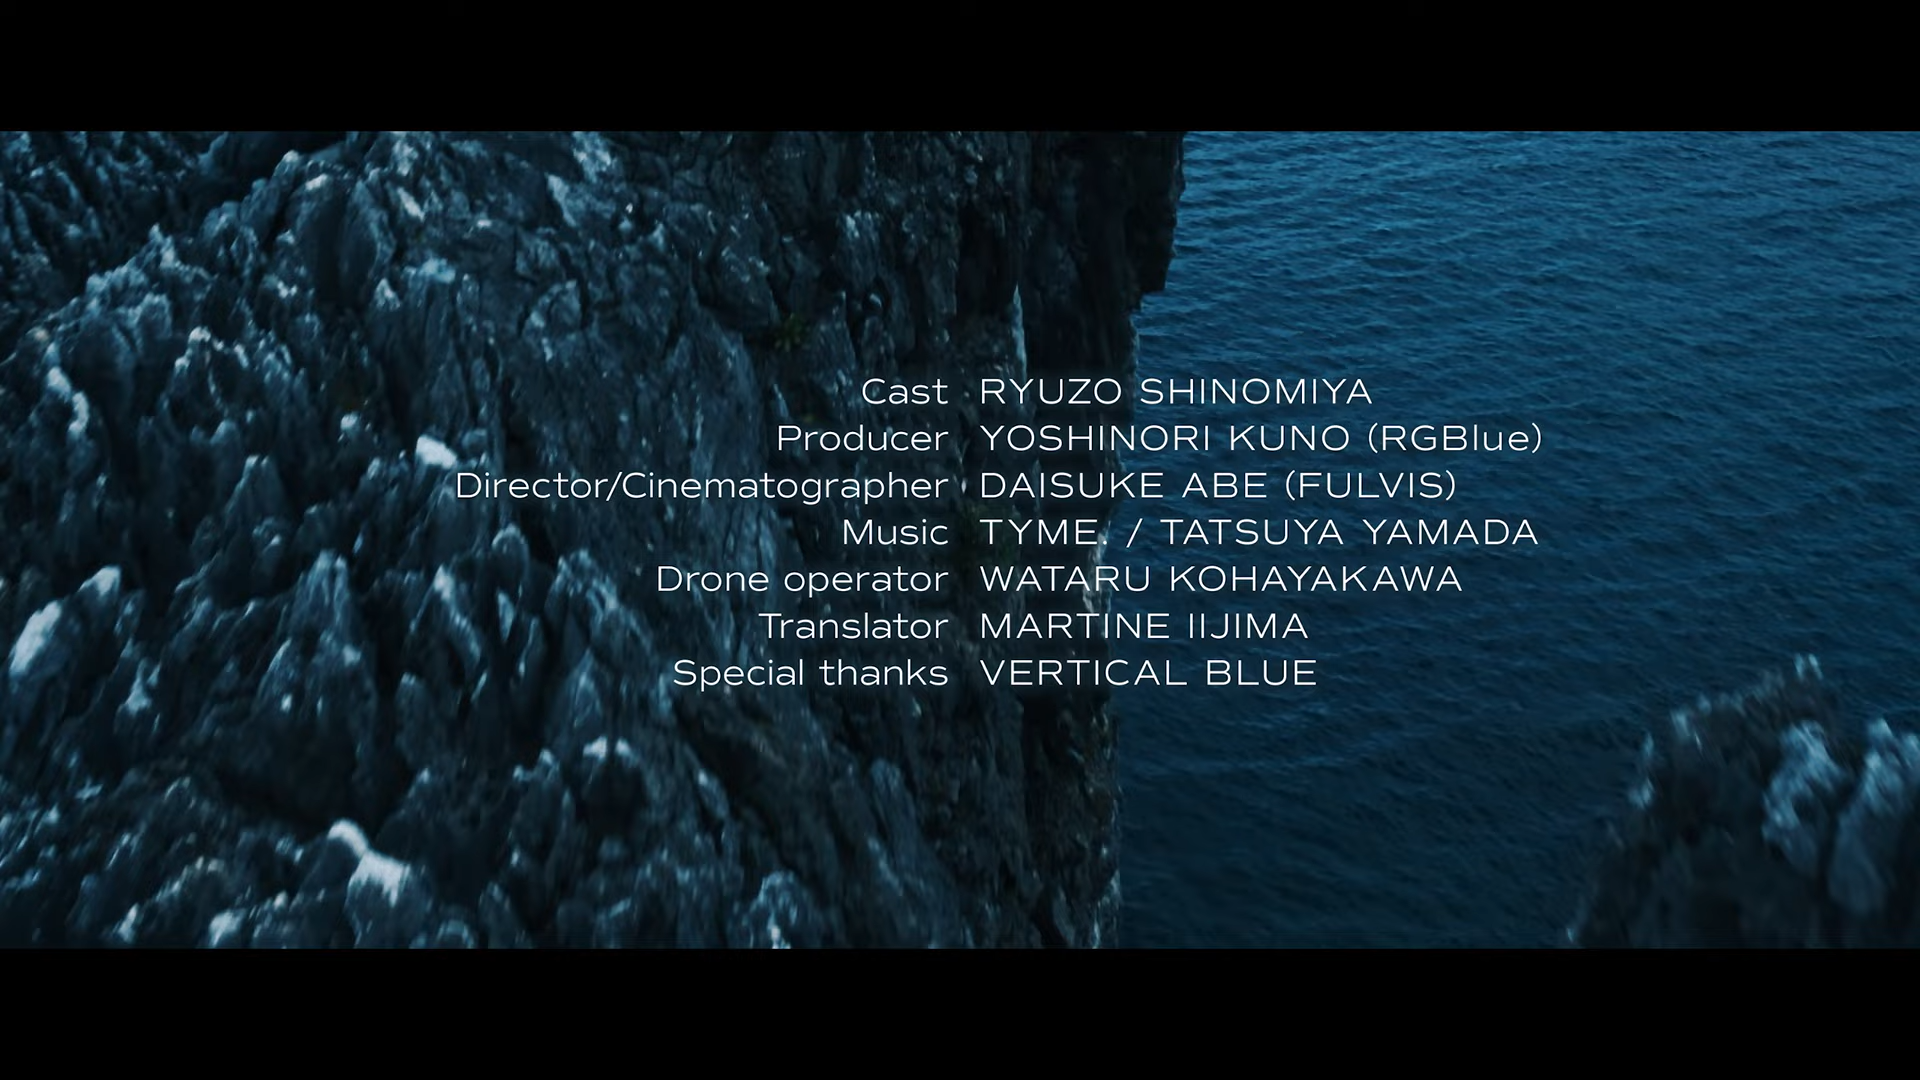 Cast RYUZO SHINOMIYA
Producer YOSHINORI KUNO (RGBlue)
Director/Cinematographer DAISUKE ABE (FULVIS)
Music TYME. / TATSUYA YAMADA
Drone operator WATARU KOHAYAKAWA
Translator MARTINE IIJIMA
Special thanks VERTICAL BLUE